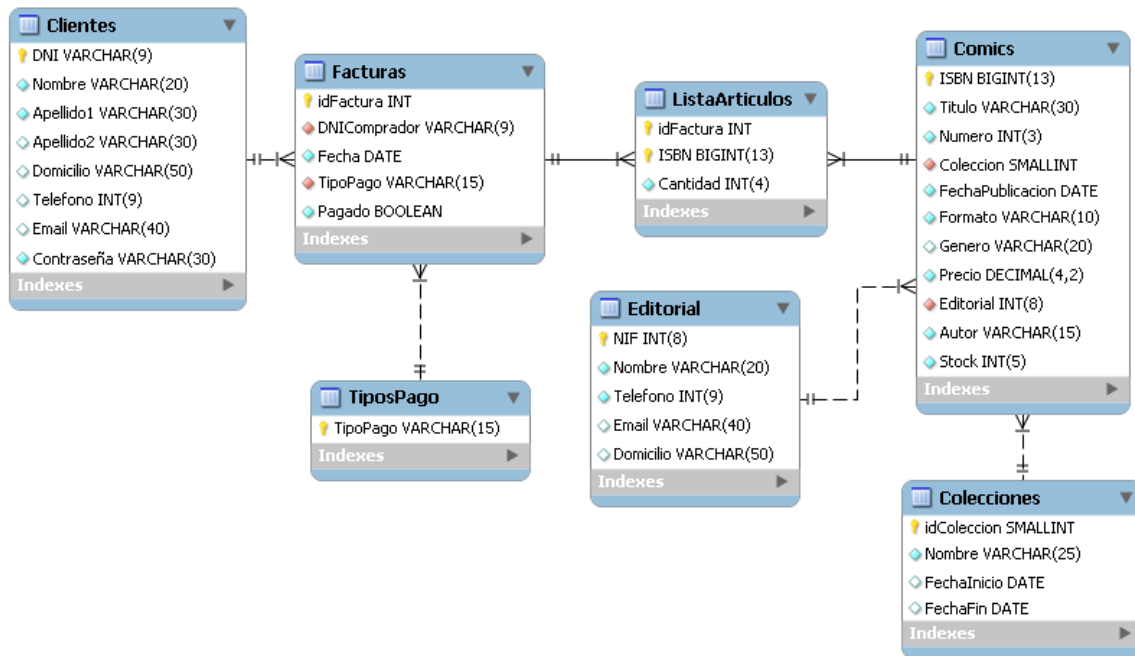 Clientes
DNI VARCHAR(9)
Nombre VARCHAR(20)
Apellido1 VARCHAR(30)
Apellido2 VARCHAR(30)
Domicilio VARCHAR(50)
Telefono INT(9)
Email VARCHAR(40)
Contraseña VARCHAR(30)
Indexes
Facturas
idFactura INT
DNIComprador VARCHAR(9)
Fecha DATE
TipoPago VARCHAR(15)
Pagado BOOLEAN
Indexes
ListaArticulos
idFactura INT
ISBN BIGINT(13)
Cantidad INT(4)
Indexes
Comics
ISBN BIGINT(13)
Titulo VARCHAR(30)
Numero INT(3)
Coleccion SMALLINT
FechaPublicacion DATE
Formato VARCHAR(10)
Genero VARCHAR(20)
Precio DECIMAL(4,2)
Editorial INT(8)
Autor VARCHAR(15)
Stock INT(5)
Indexes
Editorial
NIF INT(8)
Nombre VARCHAR(20)
Telefono INT(9)
Email VARCHAR(40)
Domicilio VARCHAR(50)
Indexes
TiposPago
TipoPago VARCHAR(15)
Indexes
Colecciones
idColeccion SMALLINT
Nombre VARCHAR(25)
FechaInicio DATE
FechaFin DATE
Indexes